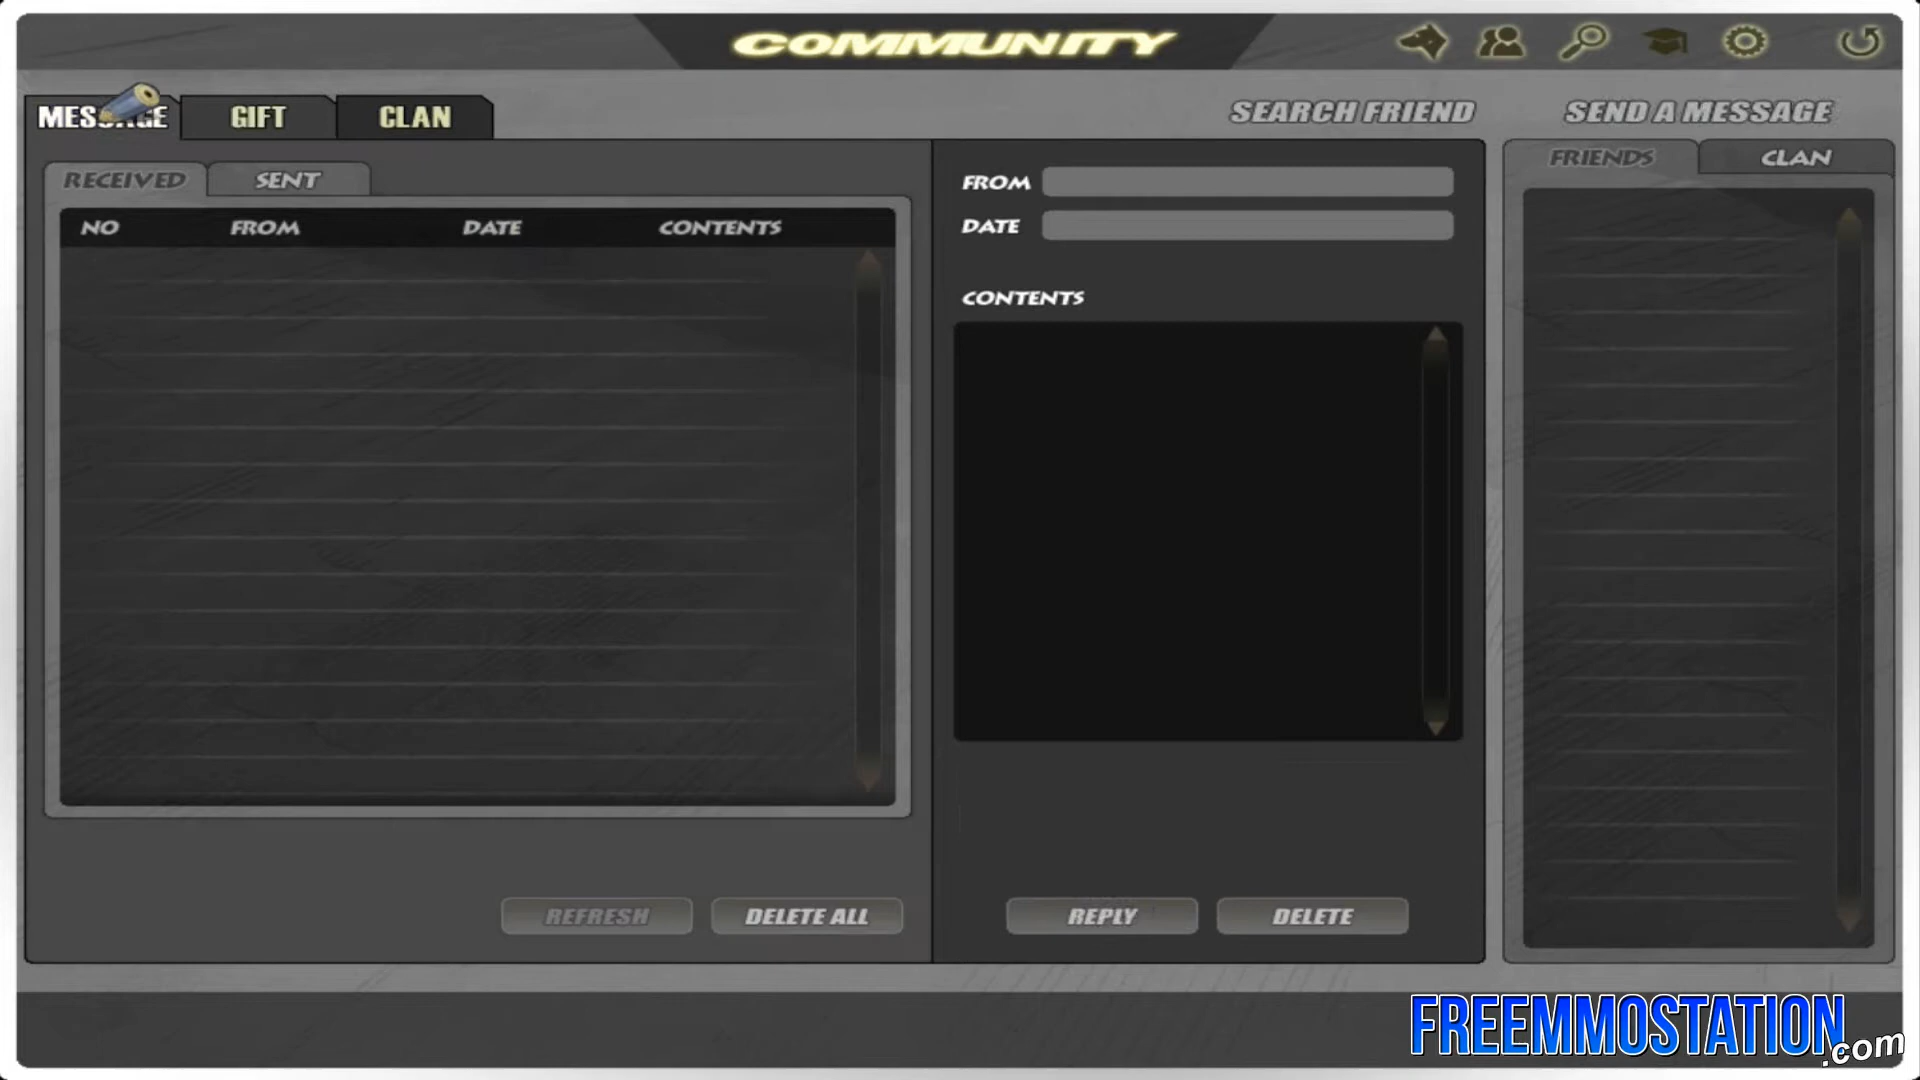 COMMUNITY
MESSAGE GIFT CLAN
SEARCH FRIEND SEND A MESSAGE
RECEIVED SENT
NO FROM DATE CONTENTS
FROM
DATE
CONTENTS
FRIENDS CLAN
REFRESH DELETE ALL
REPLY DELETE
FREEMMOSTATION
.com